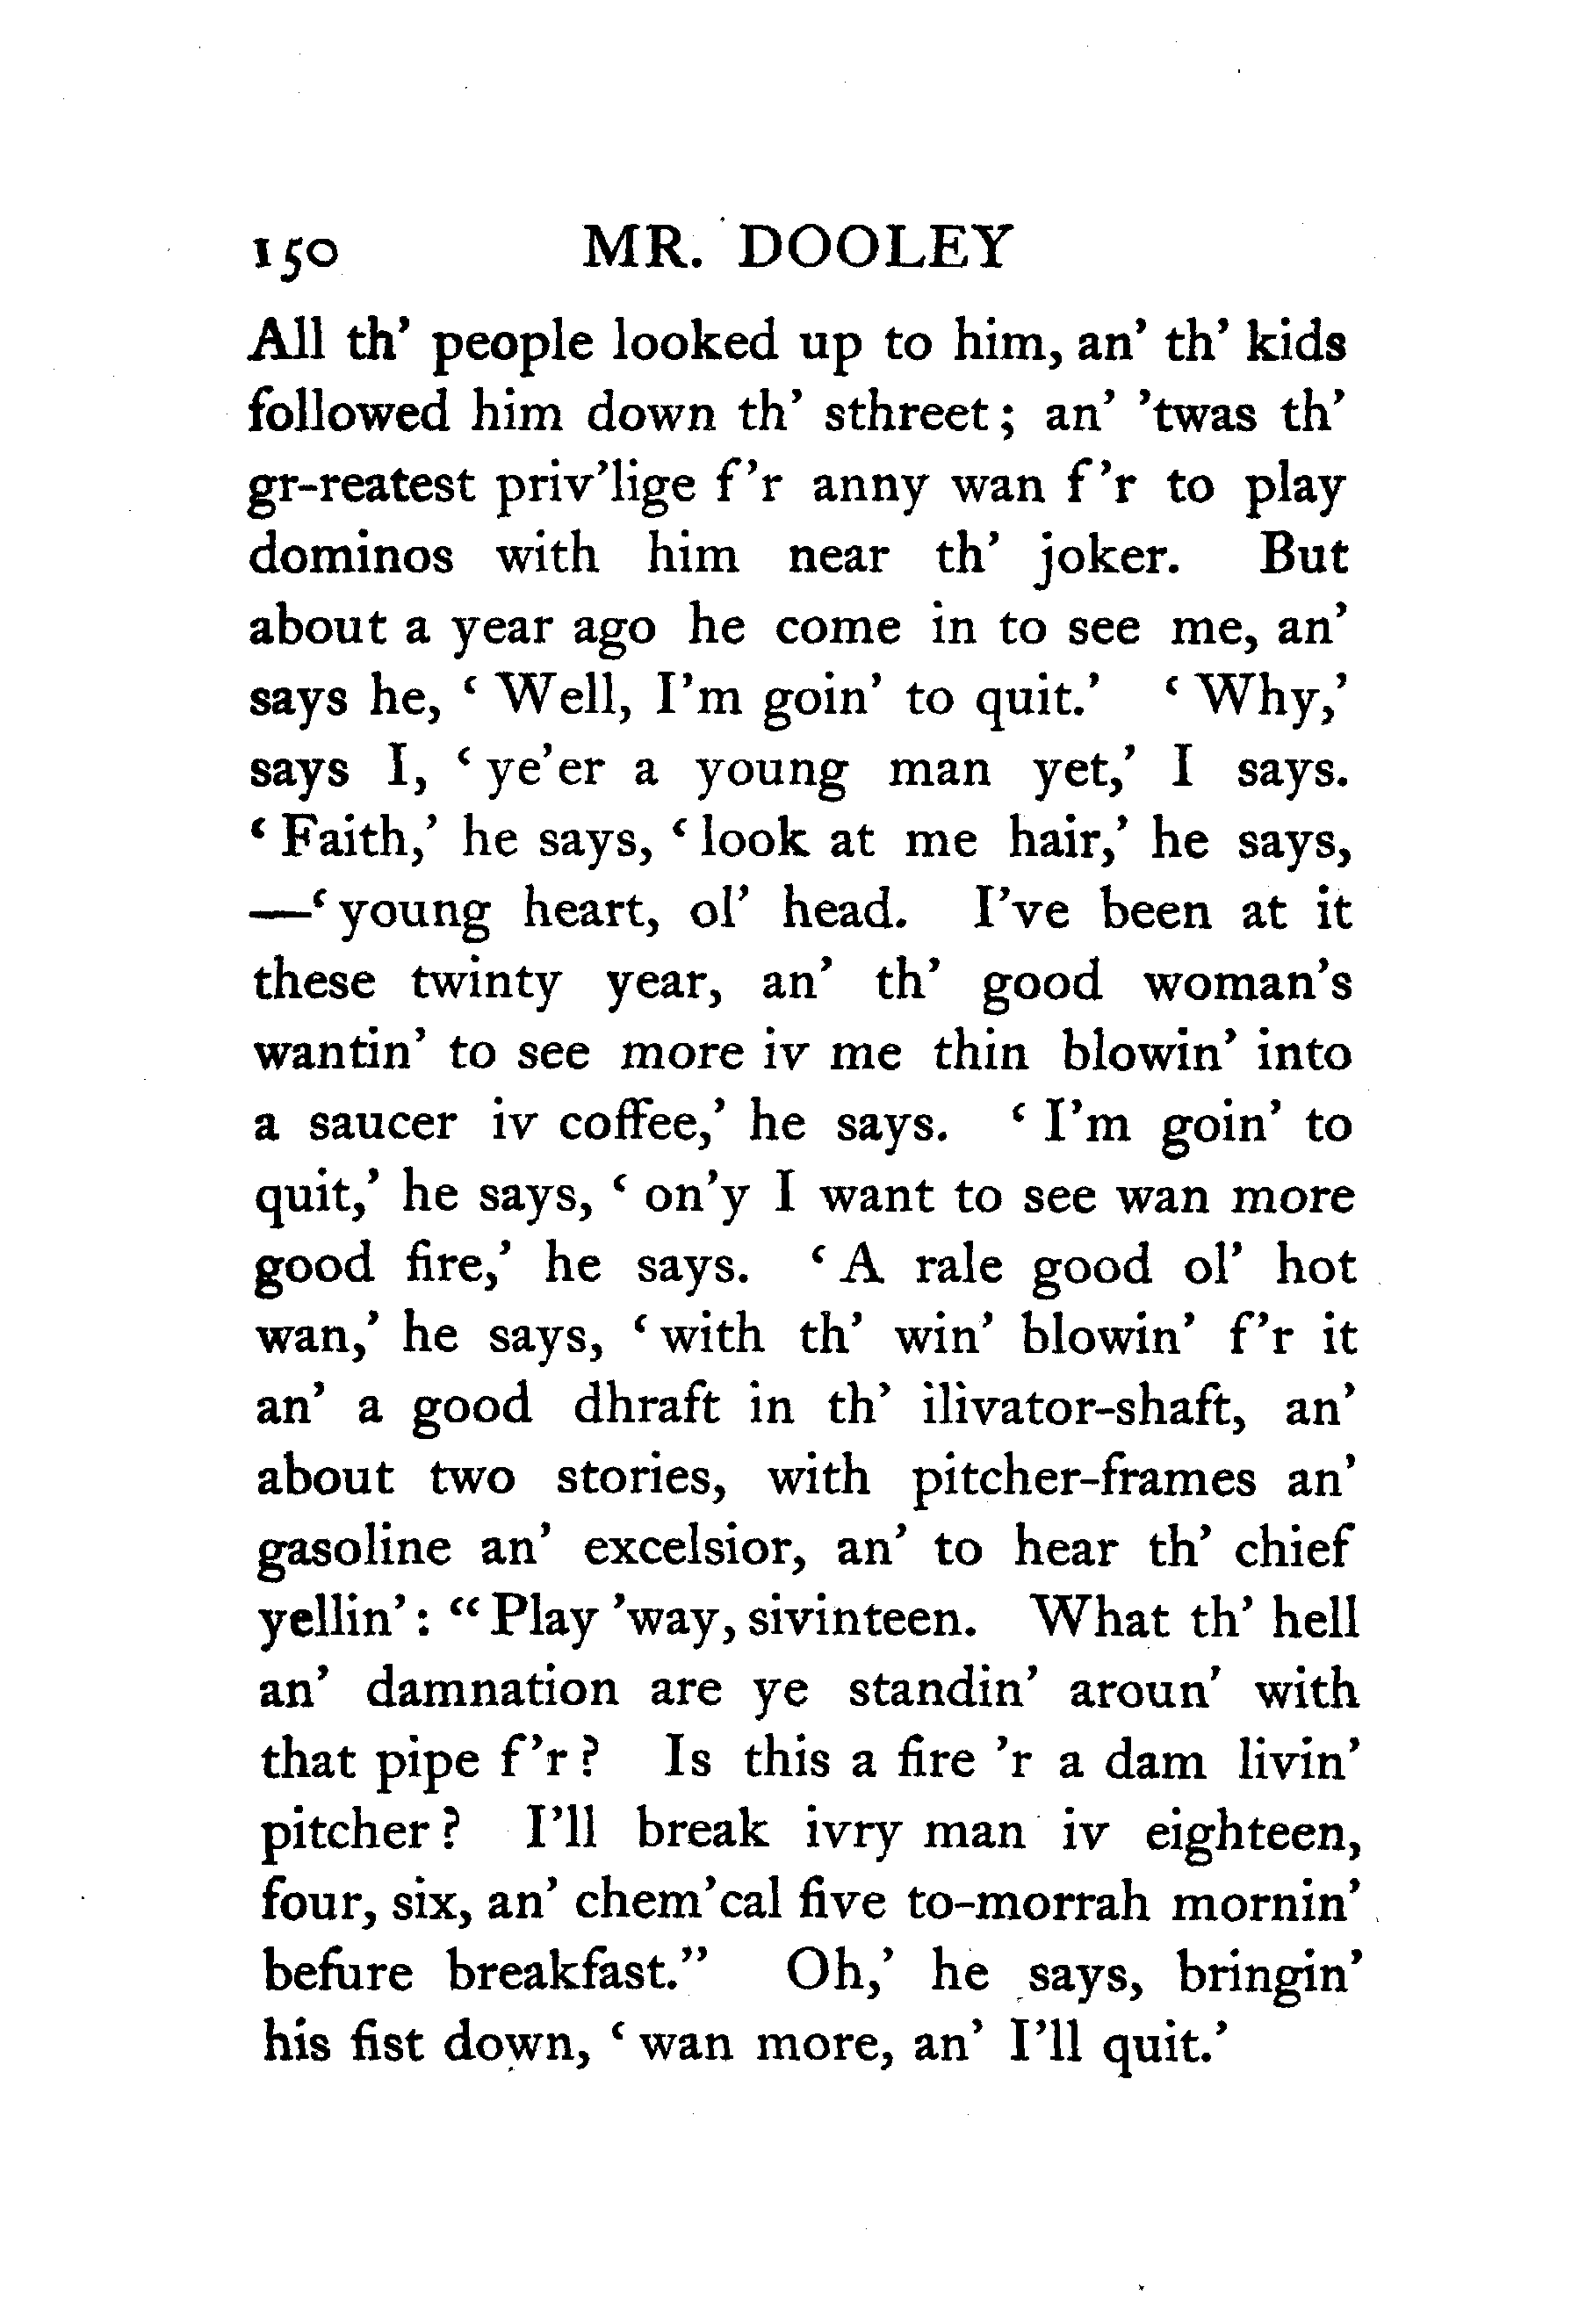 150 MR. DOOLEY
All th' people looked up to him, an' th' kids
followed him down th' sthreet; an' 'twas th'
gr-reatest priv'lige f'r anny wan f'r to play
dominos with him near th' joker. But
about a year ago he come in to see me, an'
says he, ‘Well, I'm goin' to quit.’ ‘Why,’
says I, ‘ye'er a young man yet,’ I says.
‘Faith,’ he says, ‘look at me hair,’ he says,
—‘young heart, ol' head. I've been at it
these twinty year, an' th' good woman's
wantin' to see more iv me thin blowin' into
a saucer iv coffee,’ he says. ‘I'm goin' to
quit,’ he says, ‘on'y I want to see wan more
good fire,’ he says. ‘A rale good ol' hot
wan,’ he says, ‘with th' win' blowin' f'r it
an' a good dhraft in th' ilivator-shaft, an'
about two stories, with pitcher-frames an'
gasoline an' excelsior, an' to hear th' chief
yellin': “Play 'way, sivinteen. What th' hell
an' damnation are ye standin' aroun' with
that pipe f'r? Is this a fire 'r a dam livin'
pitcher? I'll break ivry man iv eighteen,
four, six, an' chem'cal five to-morrah mornin'
befure breakfast.” Oh,’ he says, bringin'
his fist down, ‘wan more, an' I'll quit.’